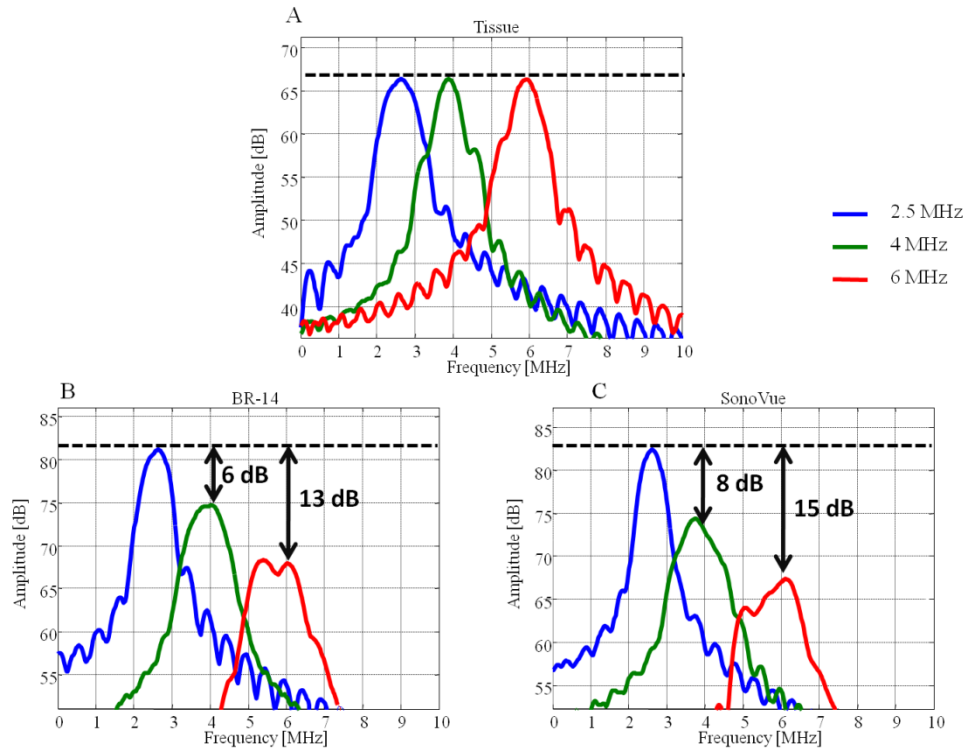 A
Tissue
70
65
60
55
50
45
40
Amplitude [dB]
0 1 2 3 4 5 6 7 8 9 10
Frequency [MHz]
2.5 MHz
4 MHz
6 MHz
B
BR-14
85
80
75
70
65
60
55
Amplitude [dB]
6 dB
13 dB
0 1 2 3 4 5 6 7 8 9 10
Frequency [MHz]
C
SonoVue
85
80
75
70
65
60
55
Amplitude [dB]
8 dB
15 dB
0 1 2 3 4 5 6 7 8 9 10
Frequency [MHz]